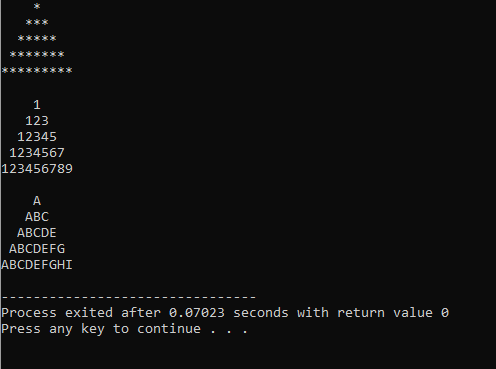 *
   ***
  *****
 *******
*********

    1
   123
  12345
 1234567
123456789

    A
   ABC
  ABCDE
 ABCDEFG
ABCDEFGHI

--------------------------------
Process exited after 0.07023 seconds with return value 0
Press any key to continue . . .